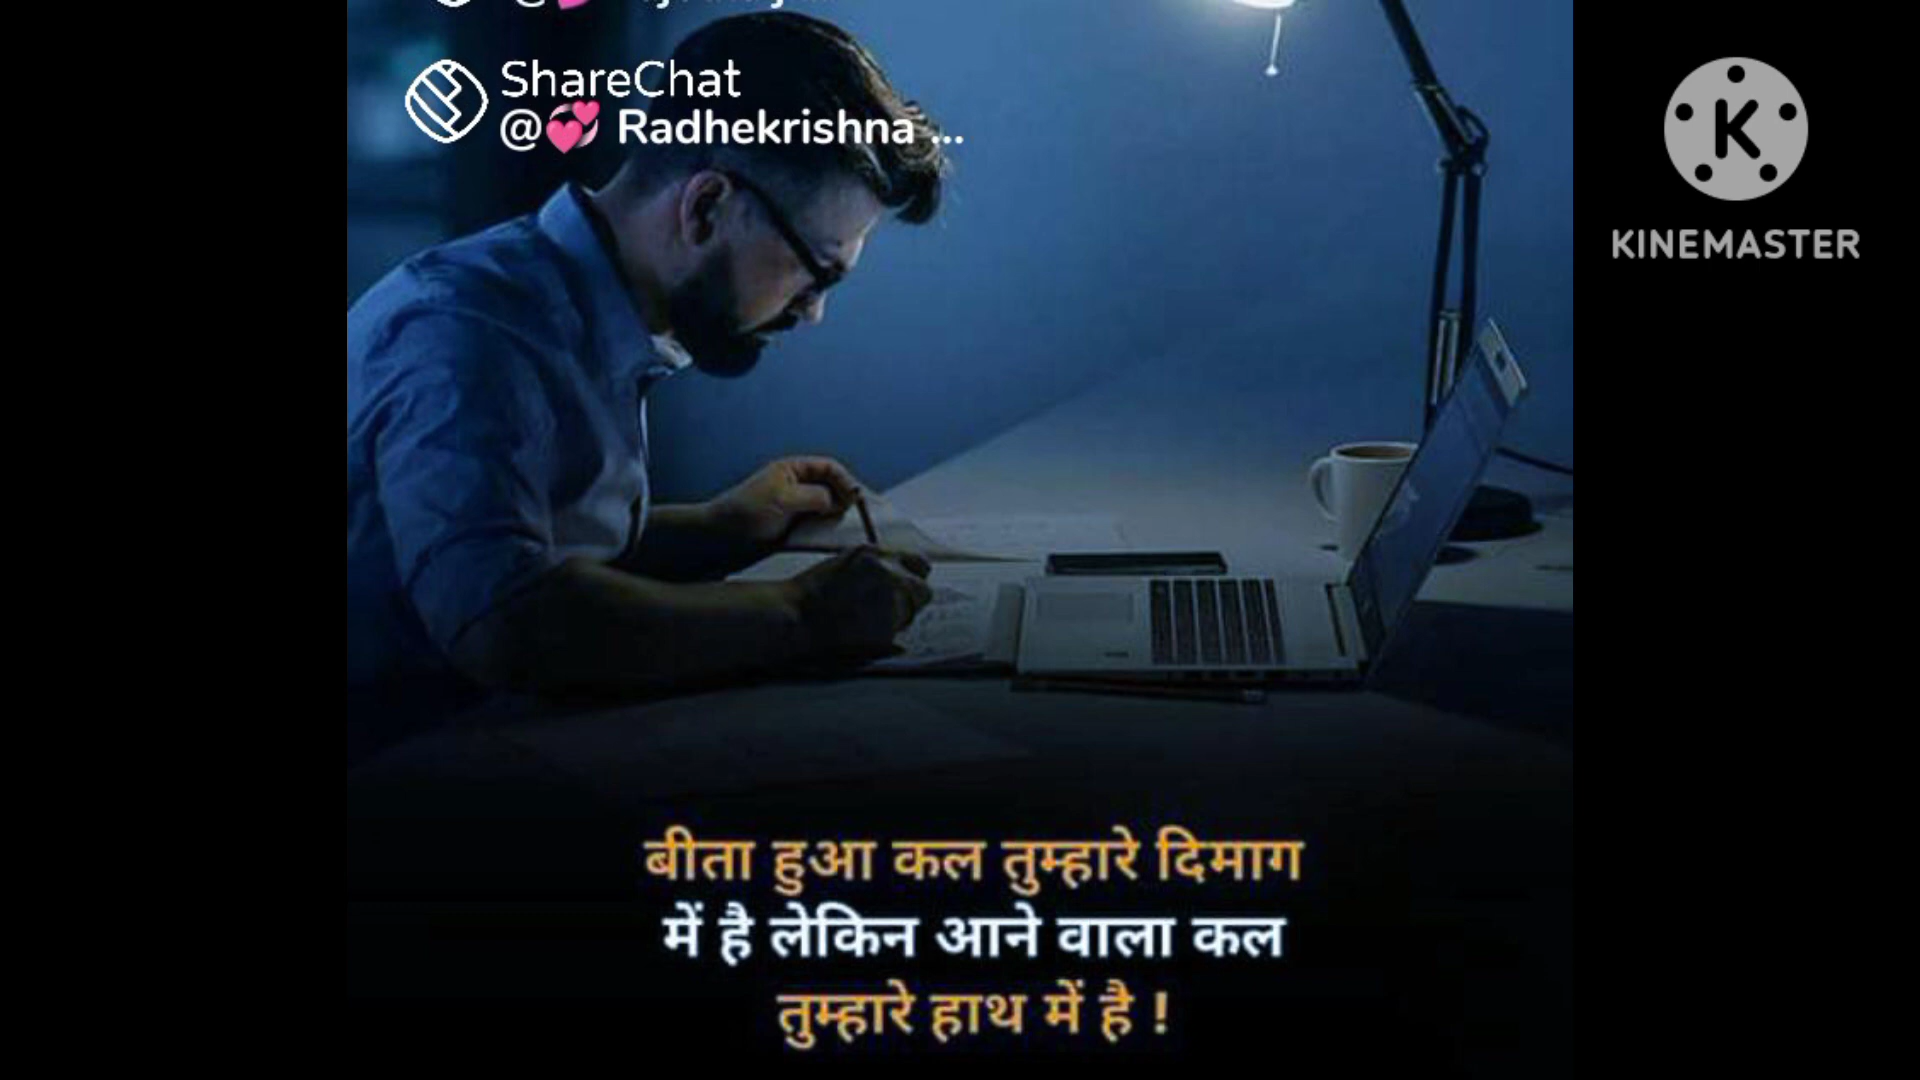 ShareChat
@💞 Radhekrishna ...
KINEMASTER
बीता हुआ कल तुम्हारे दिमाग
में है लेकिन आने वाला कल
तुम्हारे हाथ में है !